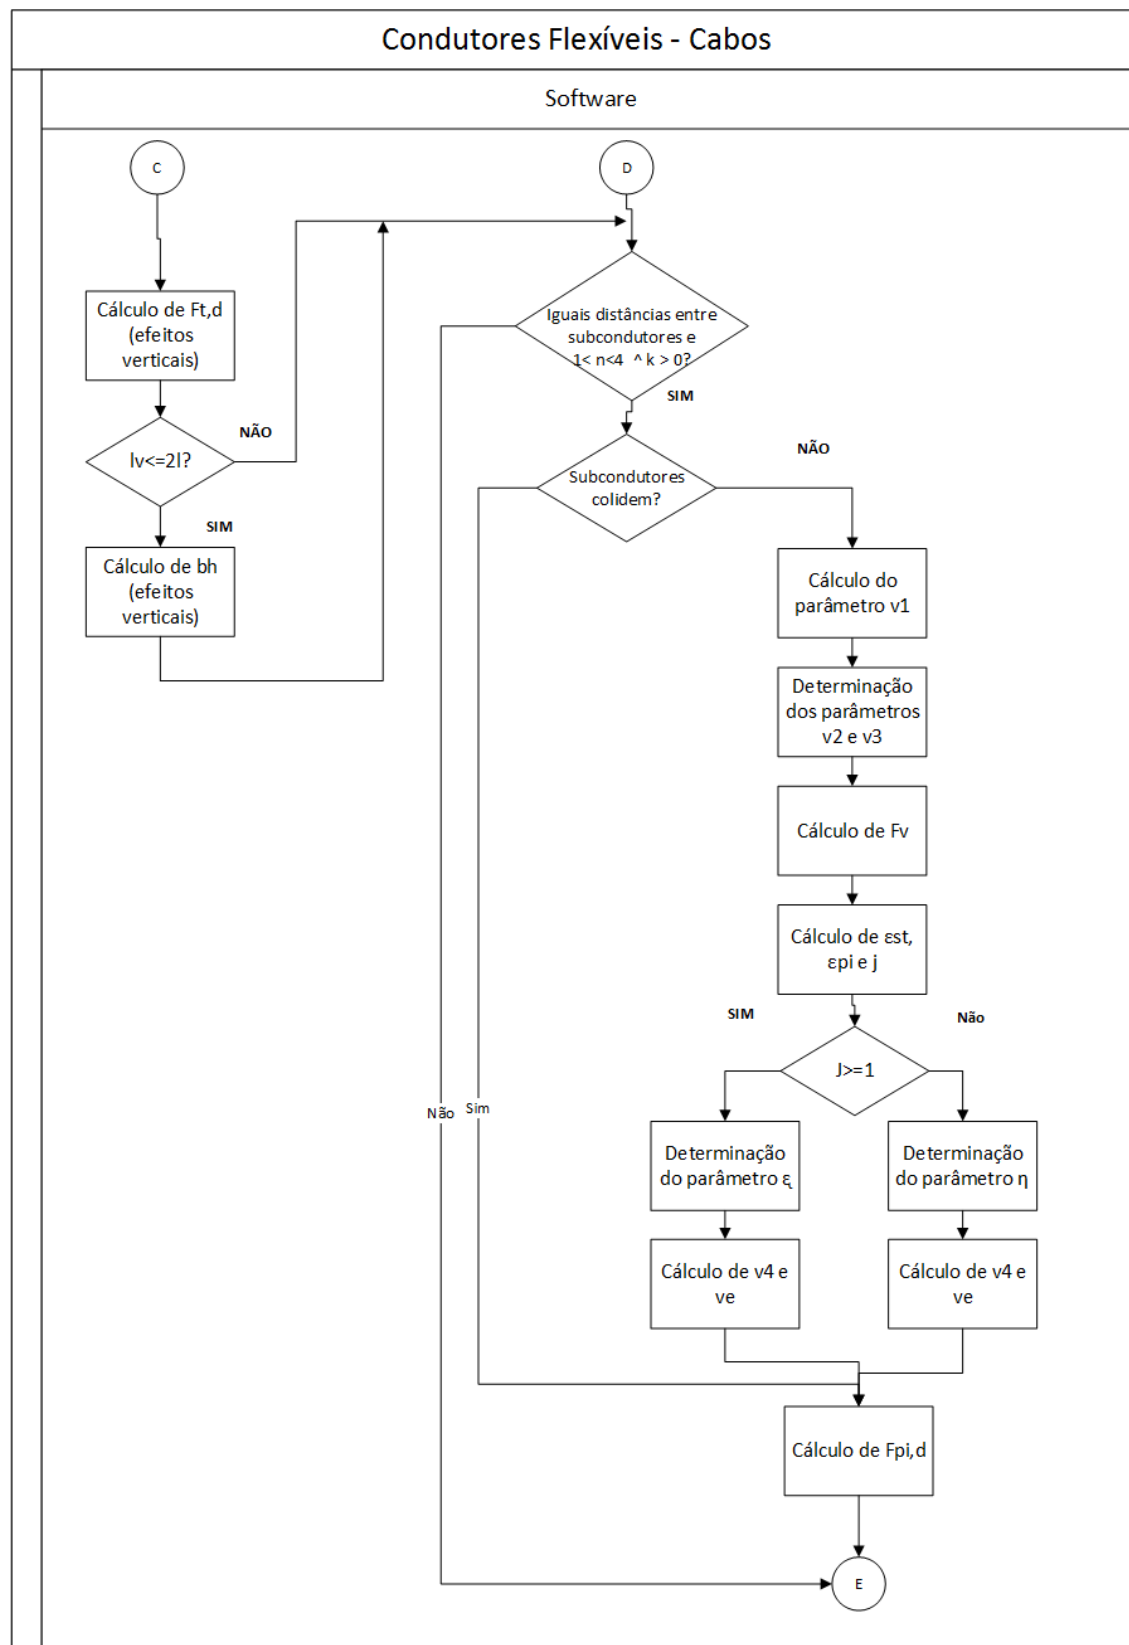 Condutores Flexíveis - Cabos
Software
C
D
Cálculo de Ft,d
(efeitos
verticais)
lv<=2l?
NÃO
SIM
Cálculo de bh
(efeitos
verticais)
Iguais distâncias entre
subcondutores e
1< n<4 ^ k > 0?
SIM
Subcondutores
colidem?
NÃO
Cálculo do
parâmetro v1
Determinação
dos parâmetros
v2 e v3
Cálculo de Fv
Cálculo de εst,
εpi e j
SIM
Não
J>=1
Não
Sim
Determinação
do parâmetro ξ
Determinação
do parâmetro η
Cálculo de v4 e
ve
Cálculo de v4 e
ve
Cálculo de Fpi,d
E